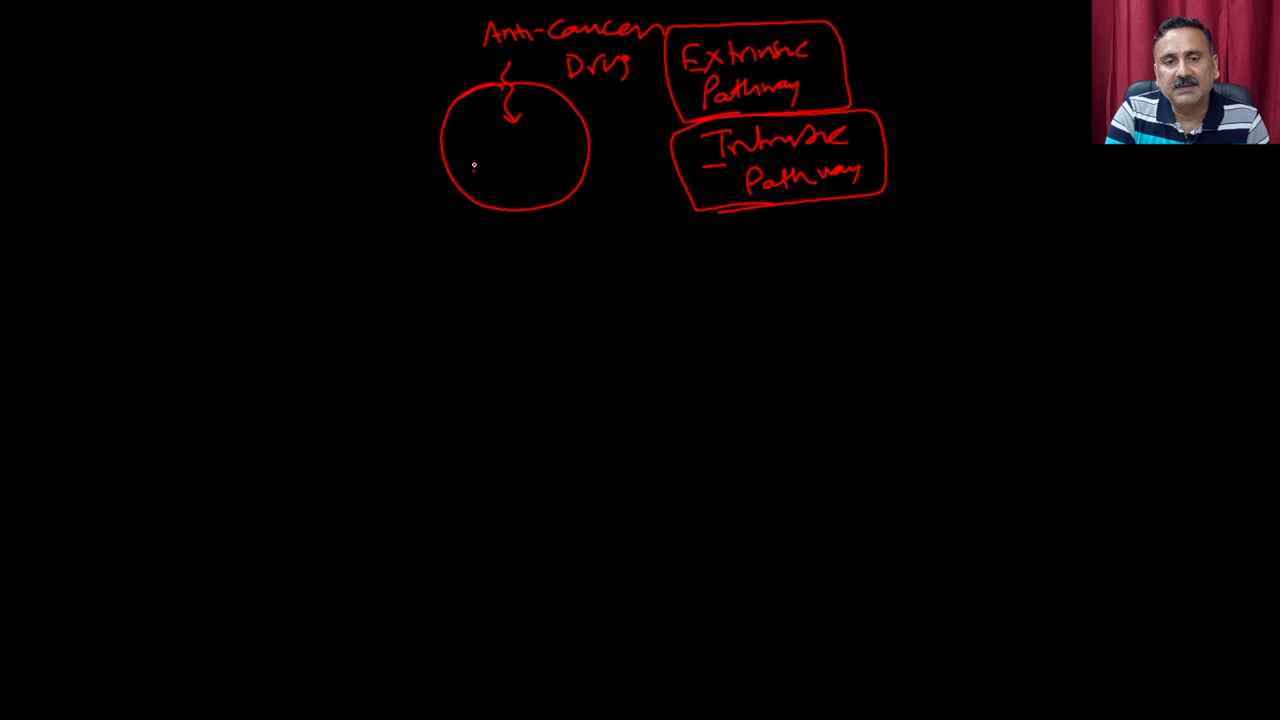 Anti-Cancer
Drug
Extrinsic
Pathway
Intrinsic
Pathway